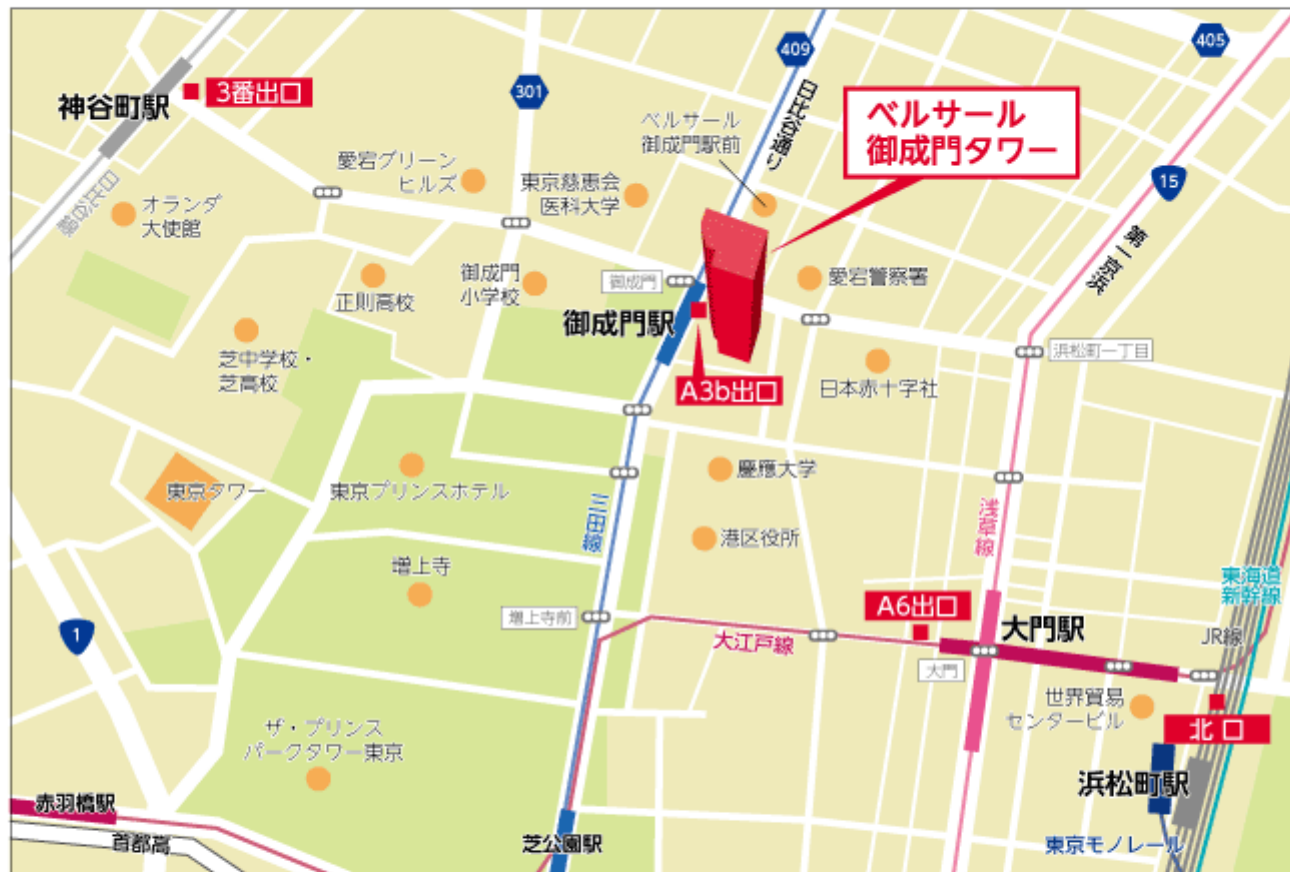 405
409
301
神谷町駅
3番出口
日比谷通り
ベルサール
御成門駅前
ベルサール
御成門タワー
15
愛宕グリーン
ヒルズ
東京慈恵会
医科大学
日比谷線
オランダ
大使館
第一京浜
正則高校
御成門
小学校
御成門
愛宕警察署
御成門駅
芝中学校・
芝高校
浜松町一丁目
A3b出口
日本赤十字社
東京タワー
東京プリンスホテル
慶應大学
三田線
浅草線
港区役所
増上寺
東海道
新幹線
増上寺前
A6出口
大江戸線
大門駅
JR線
1
大門
世界貿易
センタービル
北口
ザ・プリンス
パークタワー東京
浜松町駅
赤羽橋駅
首都高
芝公園駅
東京モノレール